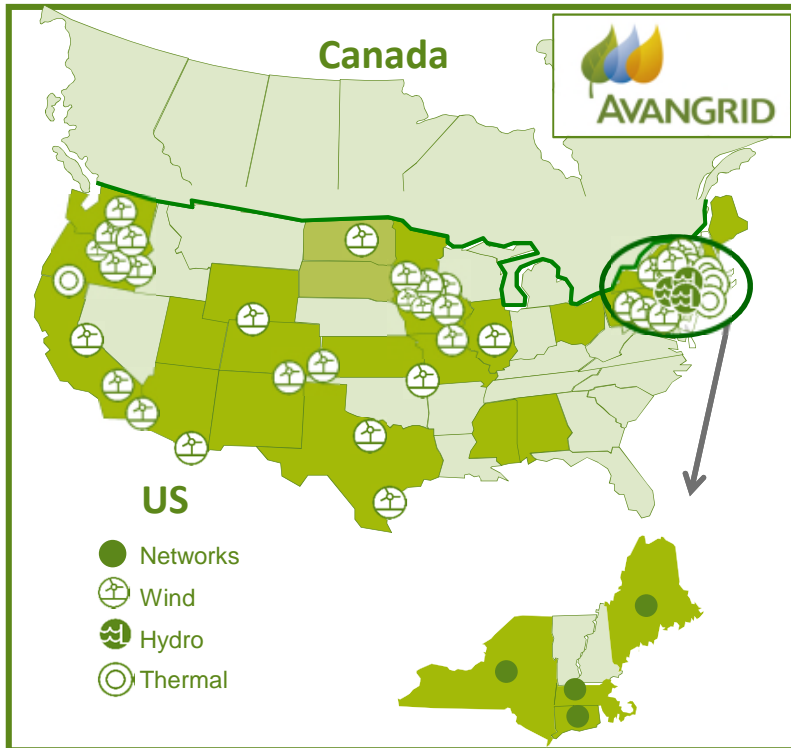 Canada
AVANGRID
US
Networks
Wind
Hydro
Thermal